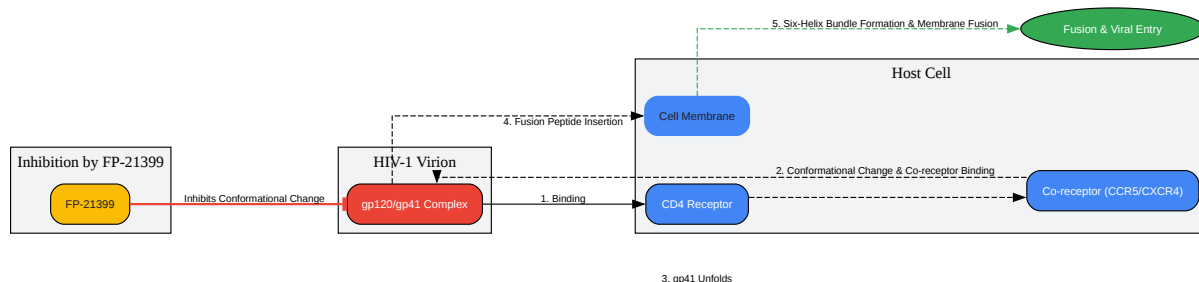 5. Six-Helix Bundle Formation & Membrane Fusion
Fusion & Viral Entry
Host Cell
Cell Membrane
4. Fusion Peptide Insertion
Inhibition by FP-21399
HIV-1 Virion
2. Conformational Change & Co-receptor Binding
FP-21399
Inhibits Conformational Change
gp120/gp41 Complex
1. Binding
CD4 Receptor
Co-receptor (CCR5/CXCR4)
3. gp41 Unfolds